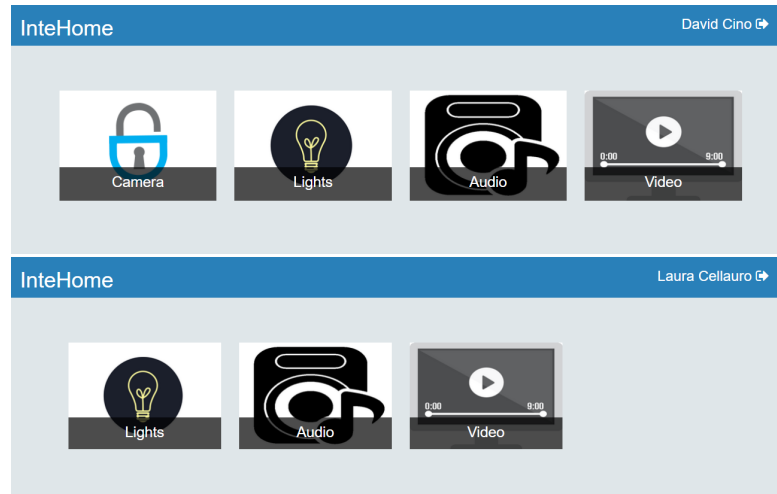 InteHome
David Cino
Camera
Lights
Audio
0:00 9:00
Video
InteHome
Laura Cellauro
Lights
Audio
0:00 9:00
Video